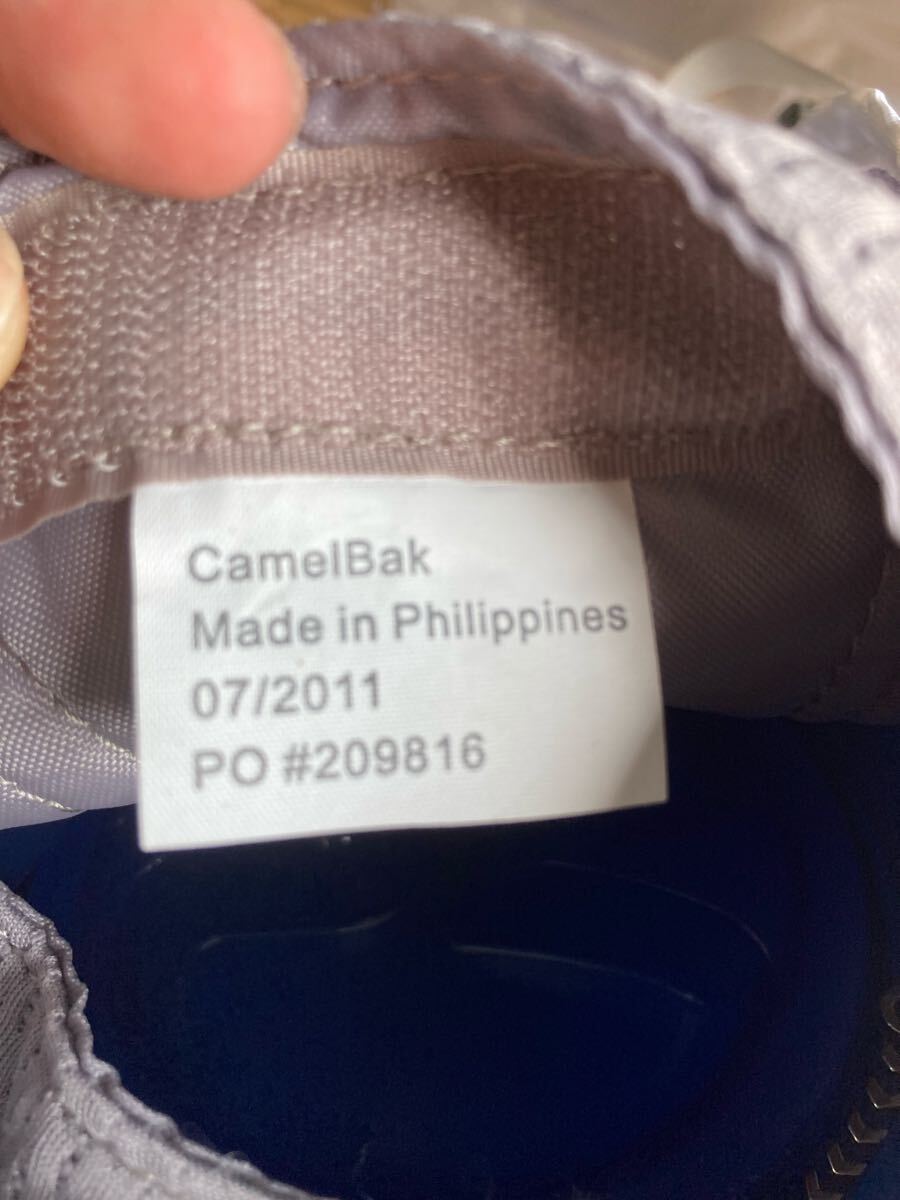 CamelBak
Made in Philippines
07/2011
PO #209816